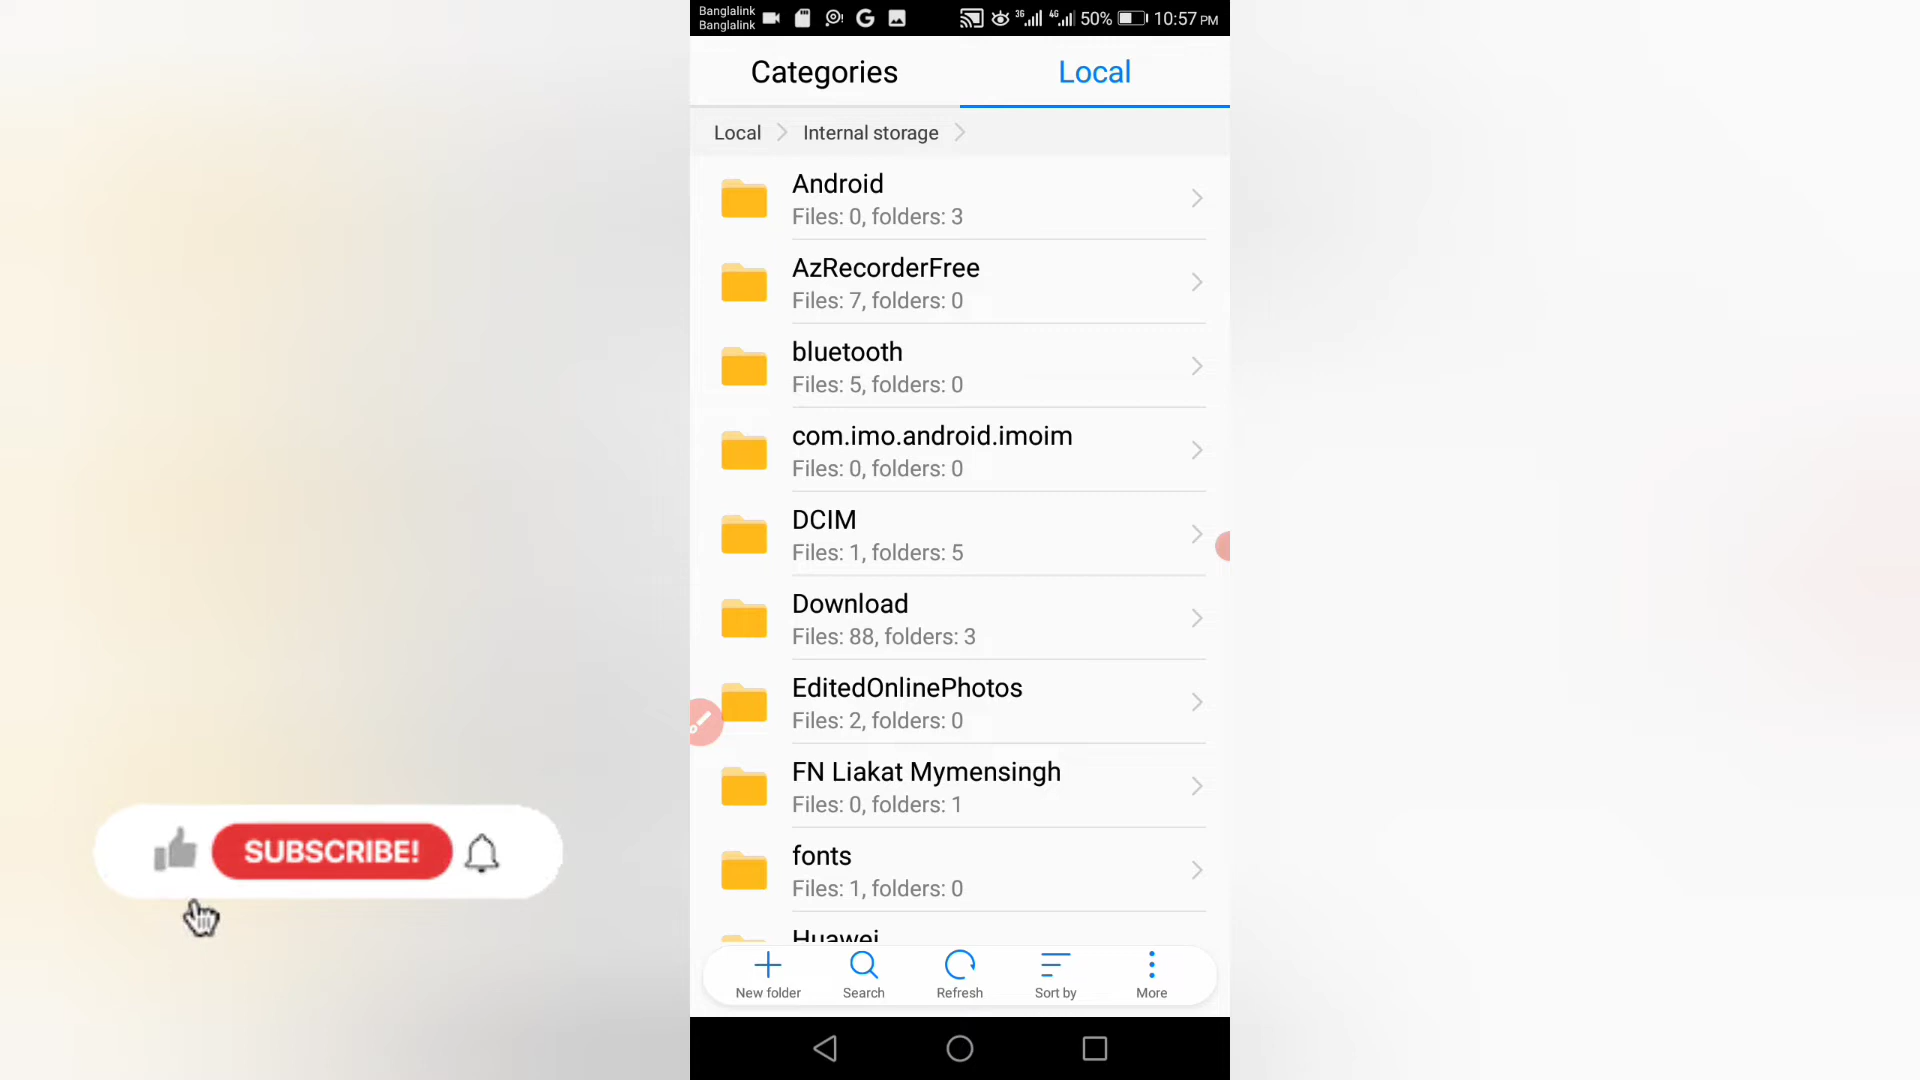 Banglalink
Banglalink
3G 4G 50% 10:57 PM
Categories Local
Local Internal storage
Android
Files: 0, folders: 3
AzRecorderFree
Files: 7, folders: 0
bluetooth
Files: 5, folders: 0
com.imo.android.imoim
Files: 0, folders: 0
DCIM
Files: 1, folders: 5
Download
Files: 88, folders: 3
EditedOnlinePhotos
Files: 2, folders: 0
FN Liakat Mymensingh
Files: 0, folders: 1
fonts
Files: 1, folders: 0
Huawei
New folder Search Refresh Sort by More
SUBSCRIBE!